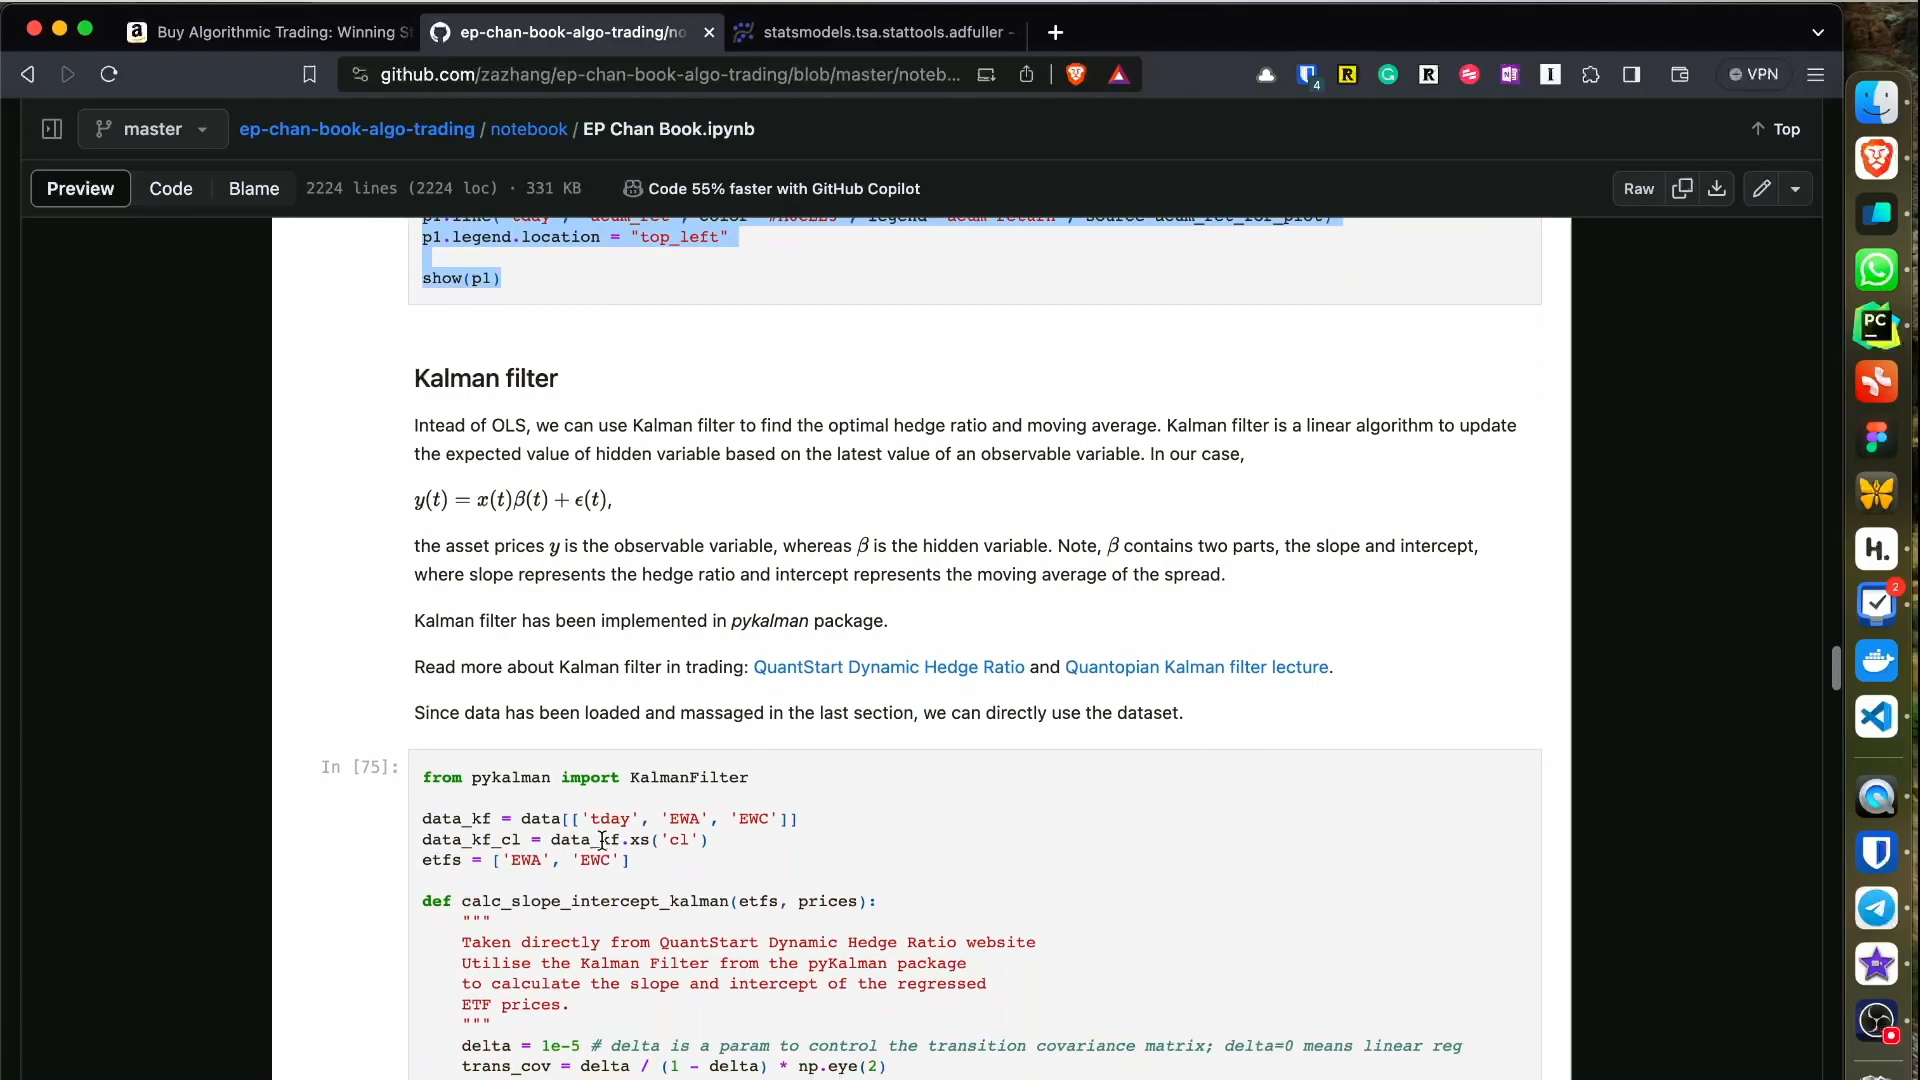 Buy Algorithmic Trading: Winning St
ep-chan-book-algo-trading/no
statsmodels.tsa.stattools.adfuller -
github.com/zazhang/ep-chan-book-algo-trading/blob/master/noteb...
4
VPN
master
ep-chan-book-algo-trading / notebook / EP Chan Book.ipynb
Top
Preview
Code
Blame
2224 lines (2224 loc) · 331 KB
Code 55% faster with GitHub Copilot
Raw
p1.legend.location = "top_left"
show(p1)
Kalman filter
Intead of OLS, we can use Kalman filter to find the optimal hedge ratio and moving average. Kalman filter is a linear algorithm to update
the expected value of hidden variable based on the latest value of an observable variable. In our case,
y(t) = x(t)β(t) + ϵ(t),
the asset prices y is the observable variable, whereas β is the hidden variable. Note, β contains two parts, the slope and intercept,
where slope represents the hedge ratio and intercept represents the moving average of the spread.
Kalman filter has been implemented in pykalman package.
Read more about Kalman filter in trading: QuantStart Dynamic Hedge Ratio and Quantopian Kalman filter lecture.
Since data has been loaded and massaged in the last section, we can directly use the dataset.
In [75]:
from pykalman import KalmanFilter
data_kf = data[['tday', 'EWA', 'EWC']]
data_kf_cl = data_kf.xs('cl')
etfs = ['EWA', 'EWC']
def calc_slope_intercept_kalman(etfs, prices):
"""
Taken directly from QuantStart Dynamic Hedge Ratio website
Utilise the Kalman Filter from the pyKalman package
to calculate the slope and intercept of the regressed
ETF prices.
"""
delta = 1e-5 # delta is a param to control the transition covariance matrix; delta=0 means linear reg
trans_cov = delta / (1 - delta) * np.eye(2)
PC
H.
2